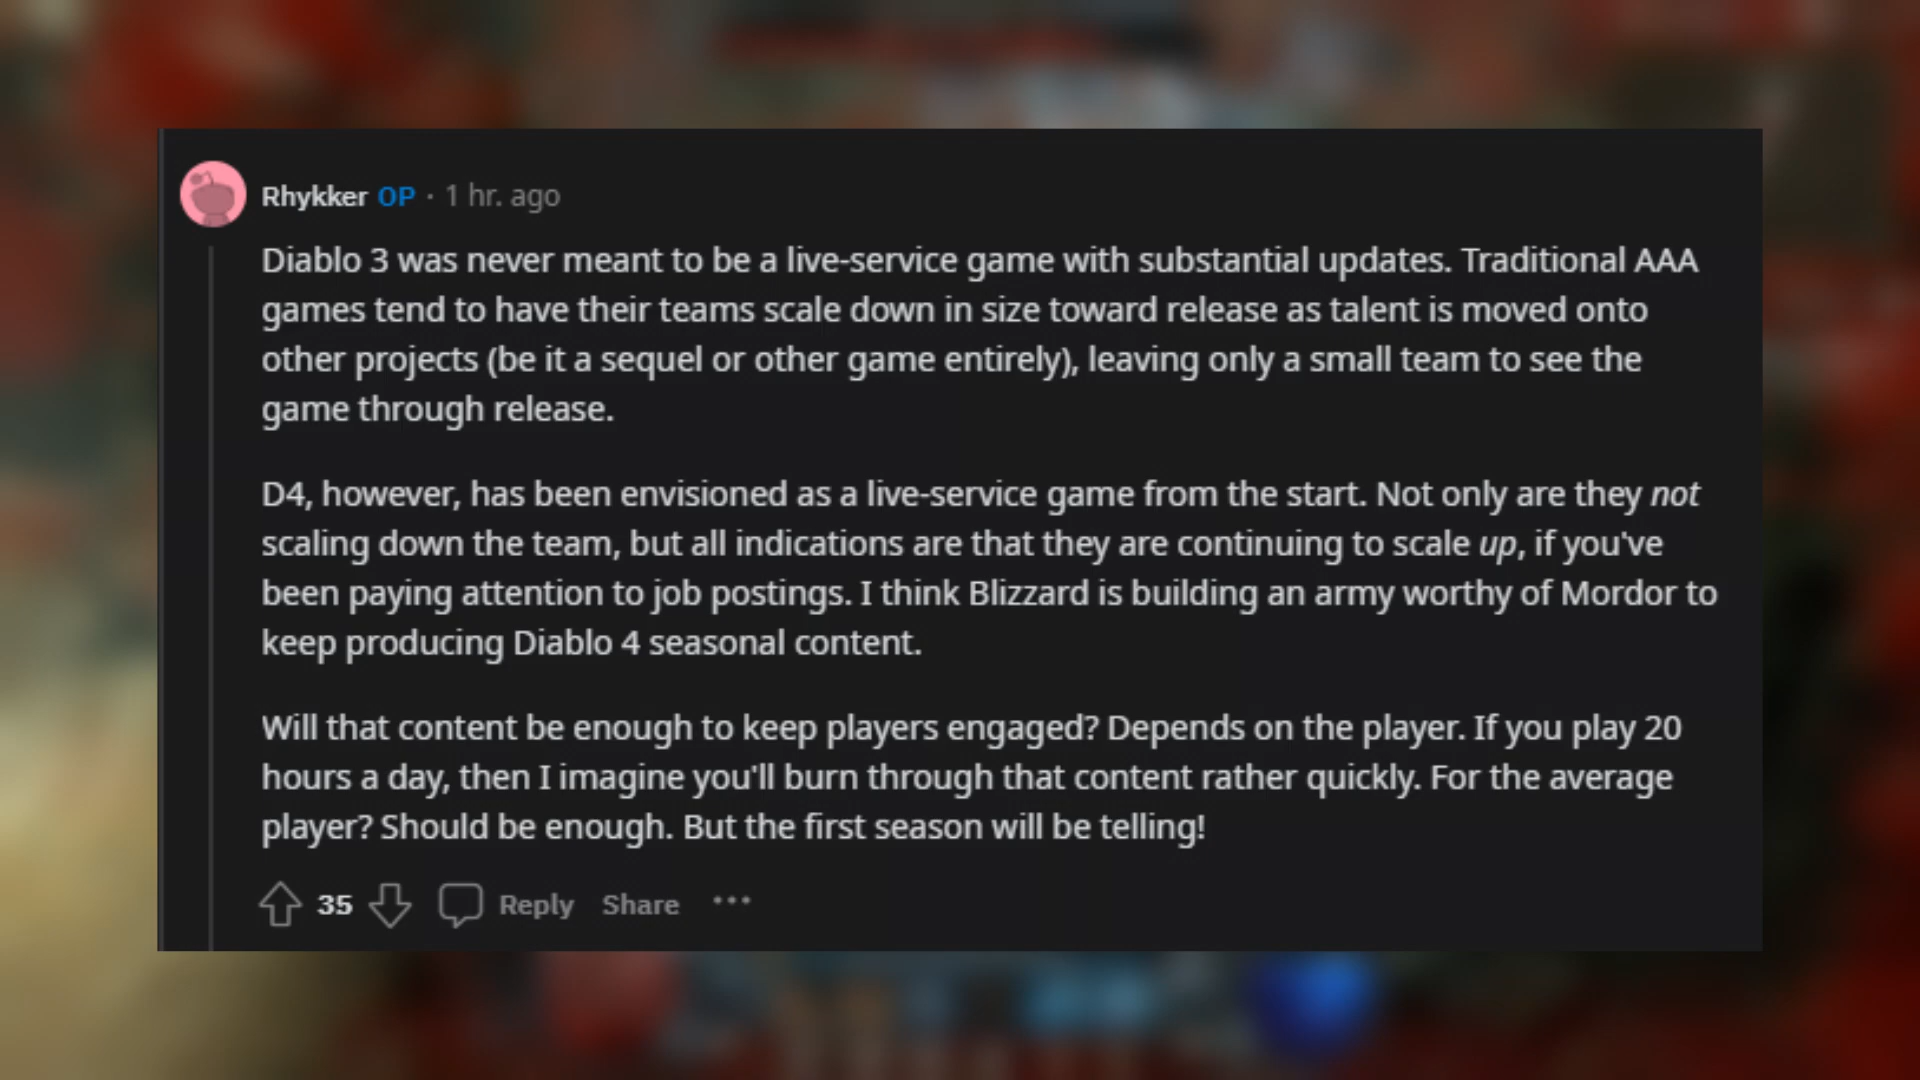 Rhykker OP · 1 hr. ago
Diablo 3 was never meant to be a live-service game with substantial updates. Traditional AAA
games tend to have their teams scale down in size toward release as talent is moved onto
other projects (be it a sequel or other game entirely), leaving only a small team to see the
game through release.
D4, however, has been envisioned as a live-service game from the start. Not only are they not
scaling down the team, but all indications are that they are continuing to scale up, if you've
been paying attention to job postings. I think Blizzard is building an army worthy of Mordor to
keep producing Diablo 4 seasonal content.
Will that content be enough to keep players engaged? Depends on the player. If you play 20
hours a day, then I imagine you'll burn through that content rather quickly. For the average
player? Should be enough. But the first season will be telling!
35 Reply Share ···